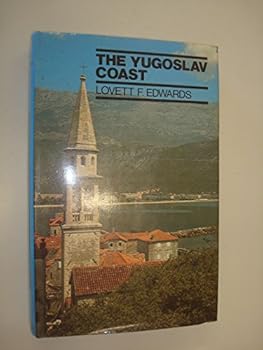 THE YUGOSLAV
COAST
LOVETT F. EDWARDS